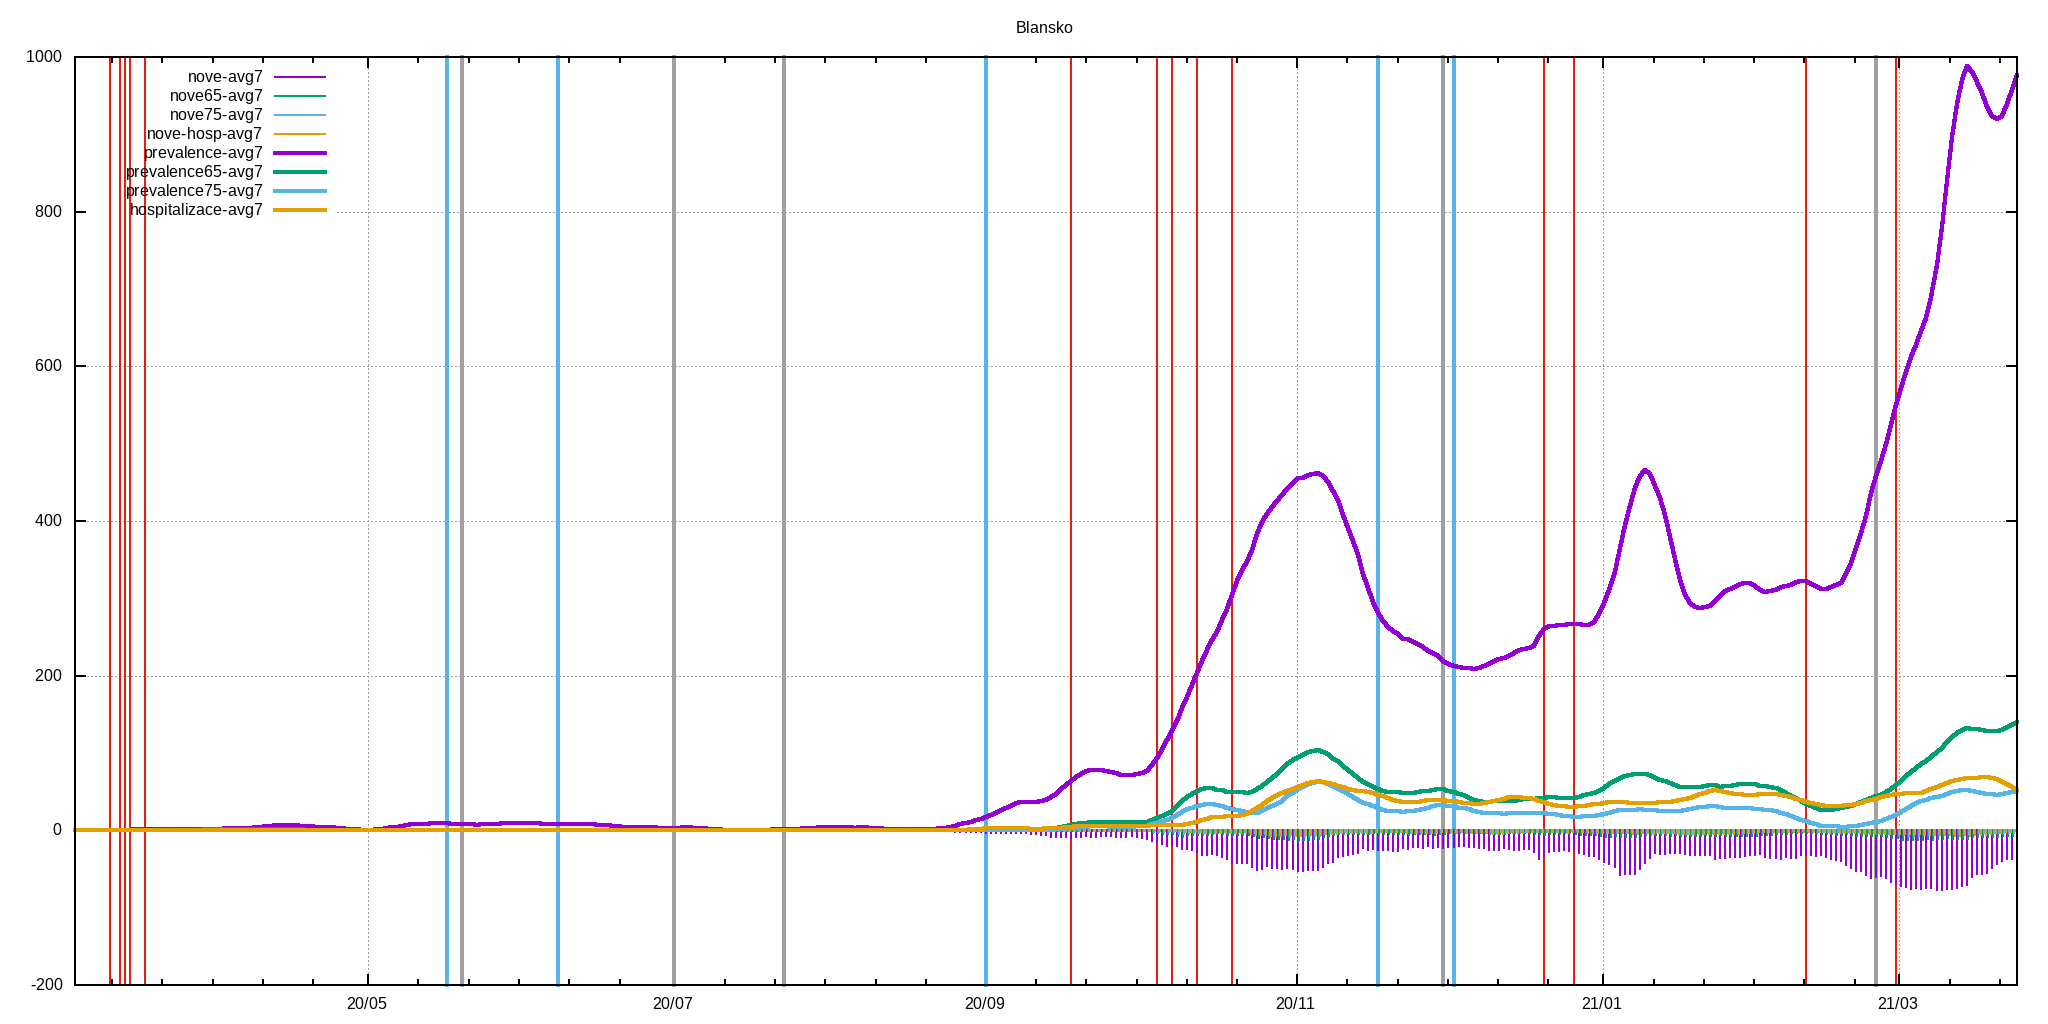 Blansko
1000
800
600
400
200
0
-200
nove-avg7
nove65-avg7
nove75-avg7
nove-hosp-avg7
prevalence-avg7
prevalence65-avg7
prevalence75-avg7
hospitalizace-avg7
20/05 20/07 20/09 20/11 21/01 21/03